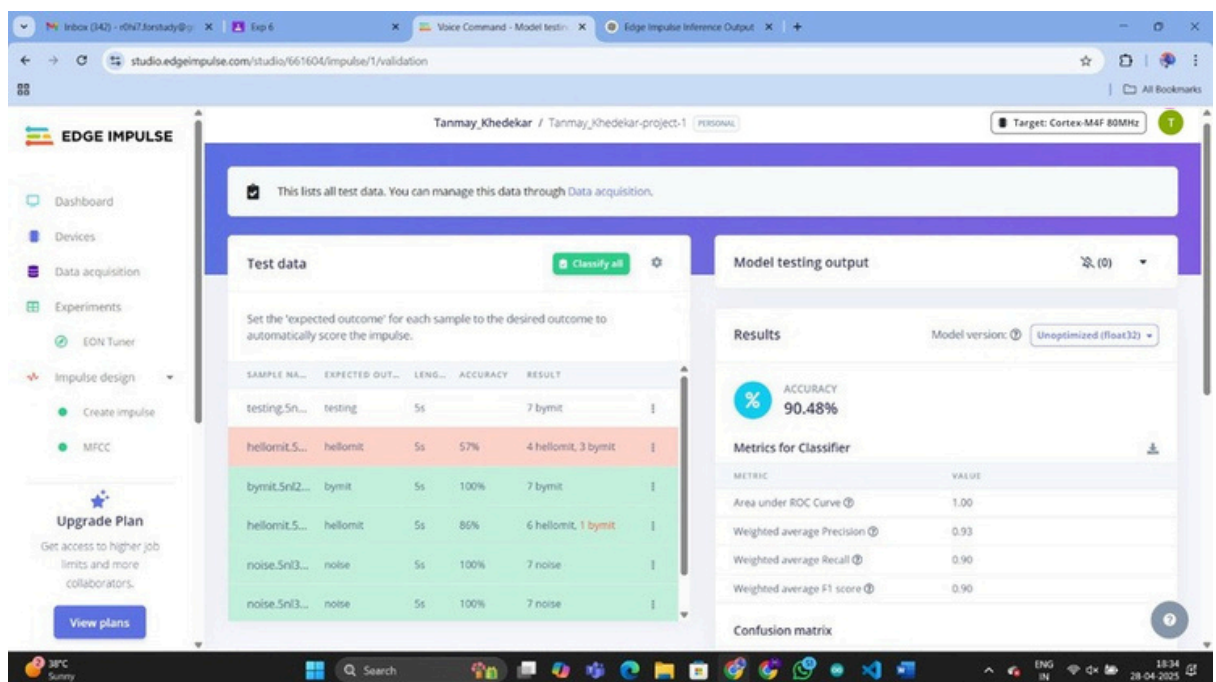 Inbox (342) - r0hi7.forstudy@g
Exp 6
Voice Command - Model testin
Edge Impulse Inference Output
studio.edgeimpulse.com/studio/661604/impulse/1/validation
All Bookmarks
EDGE IMPULSE
Tanmay_Khedekar / Tanmay_Khedekar-project-1 PERSONAL
Target: Cortex-M4F 80MHz
T
Dashboard
Devices
Data acquisition
Experiments
EON Tuner
Impulse design
Create impulse
MFCC
Upgrade Plan
Get access to higher job
limits and more
collaborators.
View plans
This lists all test data. You can manage this data through Data acquisition.
Test data
Classify all
Set the 'expected outcome' for each sample to the desired outcome to
automatically score the impulse.
SAMPLE NA... EXPECTED OUT... LENG... ACCURACY RESULT
testing.5n... testing 5s 7 bymit
hellomit.5... hellomit 5s 57% 4 hellomit, 3 bymit
bymit.5nl2... bymit 5s 100% 7 bymit
hellomit.5... hellomit 5s 86% 6 hellomit, 1 bymit
noise.5nl3... noise 5s 100% 7 noise
noise.5nl3... noise 5s 100% 7 noise
Model testing output
(0)
Results
Model version: Unoptimized (float32)
%
ACCURACY
90.48%
Metrics for Classifier
METRIC VALUE
Area under ROC Curve 1.00
Weighted average Precision 0.93
Weighted average Recall 0.90
Weighted average F1 score 0.90
Confusion matrix
38°C
Sunny
Search
ENG
IN
18:34
28-04-2025